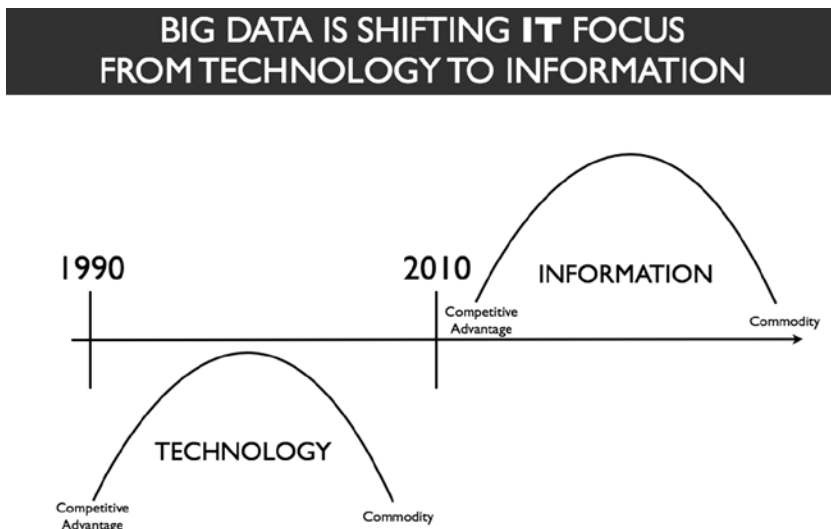 BIG DATA IS SHIFTING IT FOCUS
FROM TECHNOLOGY TO INFORMATION
1990
2010
INFORMATION
Competitive
Advantage
Commodity
TECHNOLOGY
Competitive
Advantage
Commodity